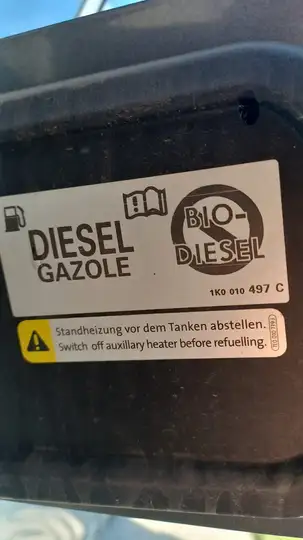 DIESEL
GAZOLE
BIO-
DIESEL
1K0 010 497 C
Standheizung vor dem Tanken abstellen.
Switch off auxillary heater before refuelling.